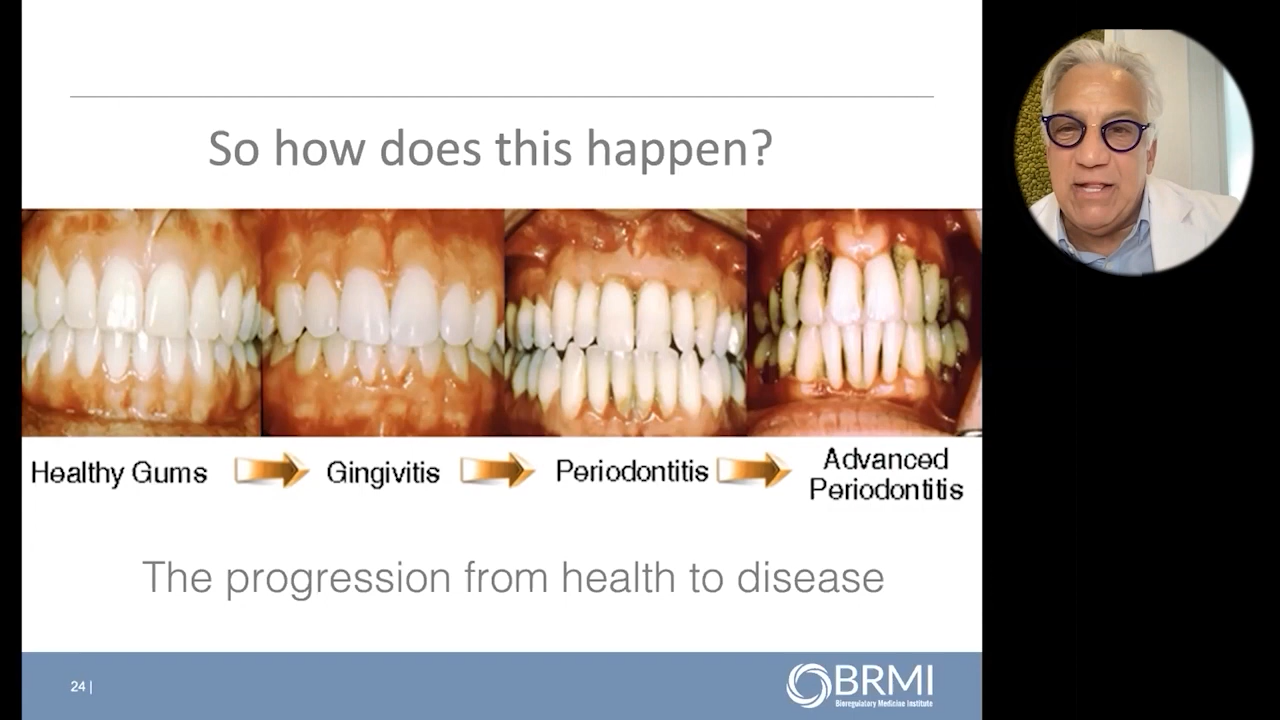 So how does this happen?
Healthy Gums
Gingivitis
Periodontitis
Advanced
Periodontitis
The progression from health to disease
24 |
BRMI
Bioregulatory Medicine Institute